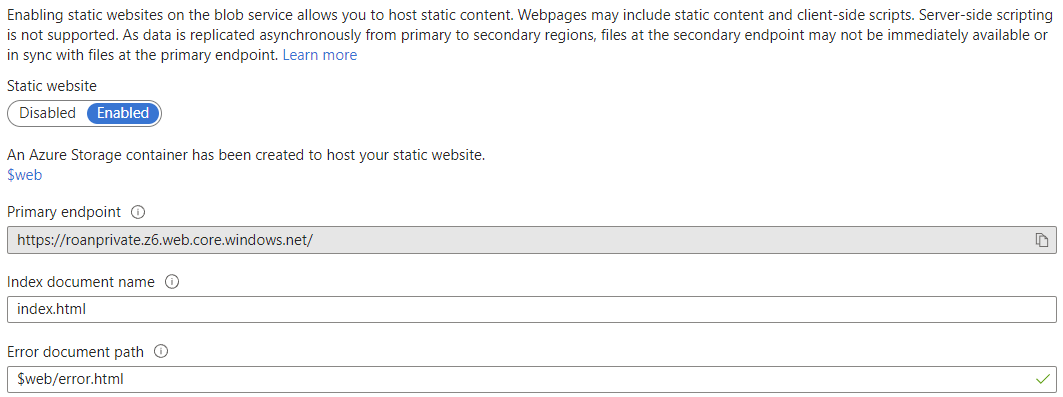 Enabling static websites on the blob service allows you to host static content. Webpages may include static content and client-side scripts. Server-side scripting
is not supported. As data is replicated asynchronously from primary to secondary regions, files at the secondary endpoint may not be immediately available or
in sync with files at the primary endpoint. Learn more
Static website
Disabled Enabled
An Azure Storage container has been created to host your static website.
$web
Primary endpoint
https://roanprivate.z6.web.core.windows.net/
Index document name
index.html
Error document path
$web/error.html